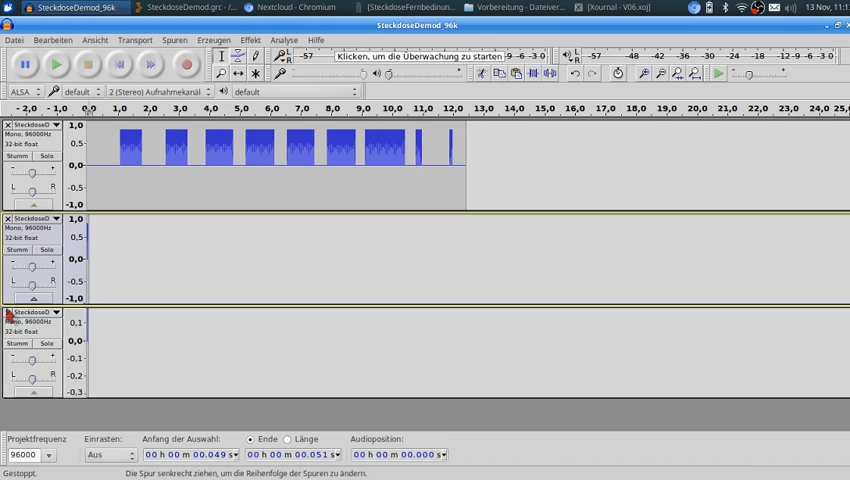 SteckdoseDemod_96k SteckdoseDemod.grc - /... Nextcloud - Chromium Vorbereitung - Dateiver... [SteckdoseFernbedinun... [Xournal - V06.xoj] 13 Nov, 11:1
SteckdoseDemod_96k
Datei Bearbeiten Ansicht Transport Spuren Erzeugen Effekt Analyse Hilfe
L R -57 Klicken, um die Überwachung zu starten -9 -6 -3 0 L R -57 -48 -42 -36 -30 -24 -18 -12 -9 -6 -3 0
ALSA default 2 (Stereo) Aufnahmekanäl default
- 2,0 - 1,0 0,0 1,0 2,0 3,0 4,0 5,0 6,0 7,0 8,0 9,0 10,0 11,0 12,0 13,0 14,0 15,0 16,0 17,0 18,0 19,0 20,0 21,0 22,0 23,0 24,0 25,0
SteckdoseD 1,0
Mono, 96000Hz
32-bit float 0,5
Stumm Solo
- + 0,0
L R -0,5
-1,0
SteckdoseD 1,0
Mono, 96000Hz
32-bit float 0,5
Stumm Solo
- + 0,0
L R -0,5
-1,0
SteckdoseD
Mono, 96000Hz 0,1
32-bit float
Stumm Solo 0,0
- + -0,1
L R -0,2
-0,3
Projektfrequenz Einrasten: Anfang der Auswahl: Ende Länge Audioposition:
96000 Aus 00 h 00 m 00.049 s 00 h 00 m 00.051 s 00 h 00 m 00.000 s
Gestoppt. Die Spur senkrecht ziehen, um die Reihenfolge der Spuren zu ändern.